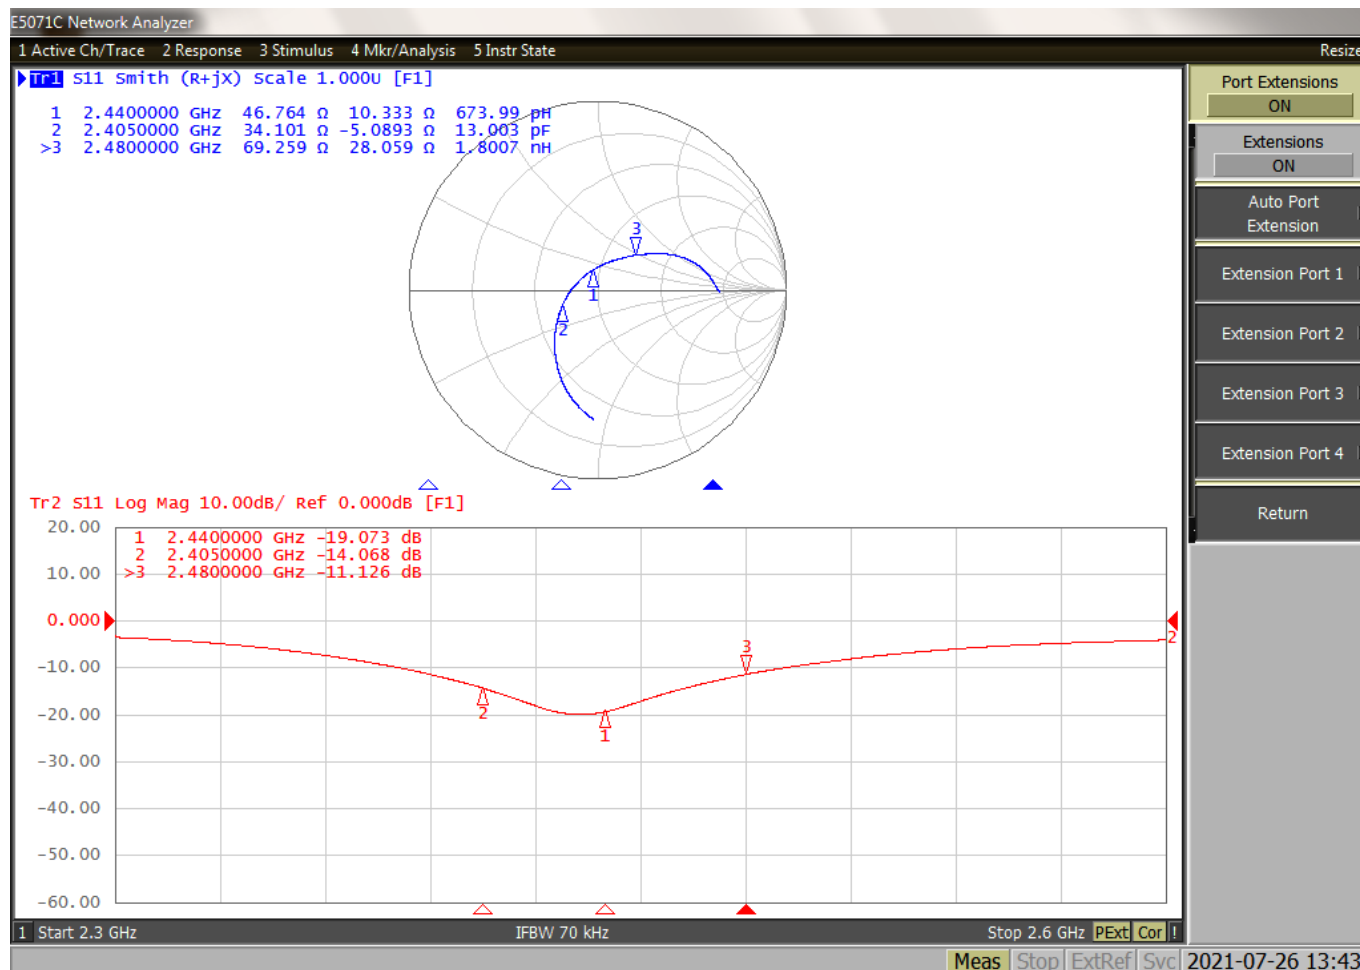 E5071C Network Analyzer
1 Active Ch/Trace 2 Response 3 Stimulus 4 Mkr/Analysis 5 Instr State Resize
Tr1 S11 Smith (R+jX) Scale 1.000U [F1]
1 2.4400000 GHz 46.764 Ω 10.333 Ω 673.99 pH
2 2.4050000 GHz 34.101 Ω -5.0893 Ω 13.003 pF
>3 2.4800000 GHz 69.259 Ω 28.059 Ω 1.8007 nH
3
1
2
Tr2 S11 Log Mag 10.00dB/ Ref 0.000dB [F1]
20.00
1 2.4400000 GHz -19.073 dB
2 2.4050000 GHz -14.068 dB
>3 2.4800000 GHz -11.126 dB
10.00
0.000
2
3
-10.00
2
-20.00
1
-30.00
-40.00
-50.00
-60.00
1 Start 2.3 GHz IFBW 70 kHz Stop 2.6 GHz PExt Cor !
Port Extensions
ON
Extensions
ON
Auto Port
Extension
Extension Port 1
Extension Port 2
Extension Port 3
Extension Port 4
Return
Meas Stop ExtRef Svc 2021-07-26 13:43